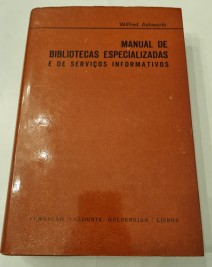 Wilfred Ashworth
MANUAL DE
BIBLIOTECAS ESPECIALIZADAS
E DE SERVIÇOS INFORMATIVOS
FUNDAÇÃO CALOUSTE GULBENKIAN / LISBOA